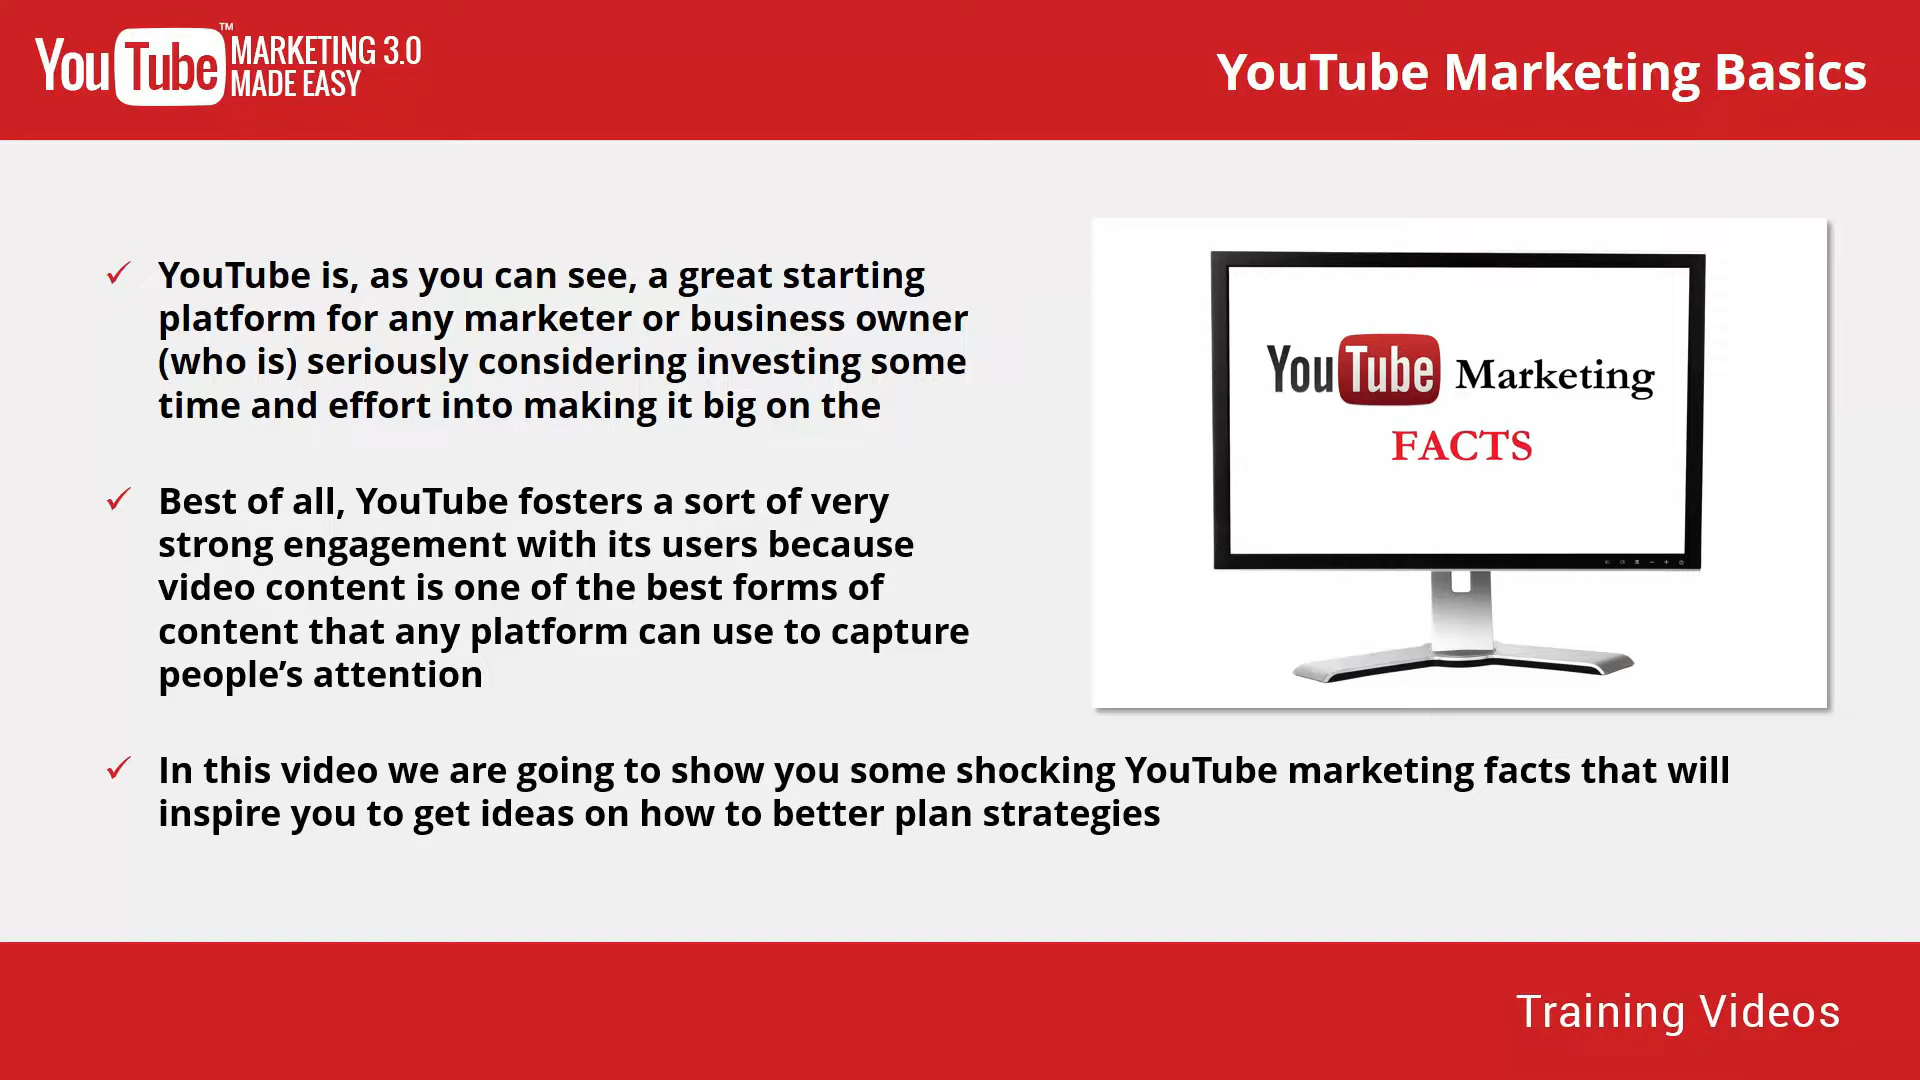 YouTube™ MARKETING 3.0
MADE EASY
YouTube Marketing Basics
YouTube is, as you can see, a great starting
platform for any marketer or business owner
(who is) seriously considering investing some
time and effort into making it big on the
Best of all, YouTube fosters a sort of very
strong engagement with its users because
video content is one of the best forms of
content that any platform can use to capture
people’s attention
YouTube Marketing
FACTS
In this video we are going to show you some shocking YouTube marketing facts that will
inspire you to get ideas on how to better plan strategies
Training Videos